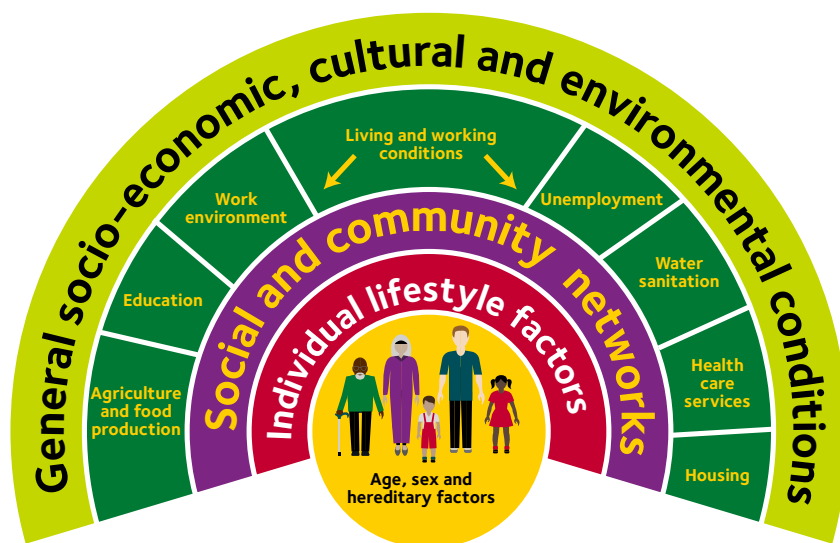 General socio-economic, cultural and environmental conditions
Living and working
conditions
Work
environment
Unemployment
Education
Water
sanitation
Agriculture
and food
production
Health
care
services
Housing
Social and community networks
Individual lifestyle factors
Age, sex and
hereditary factors